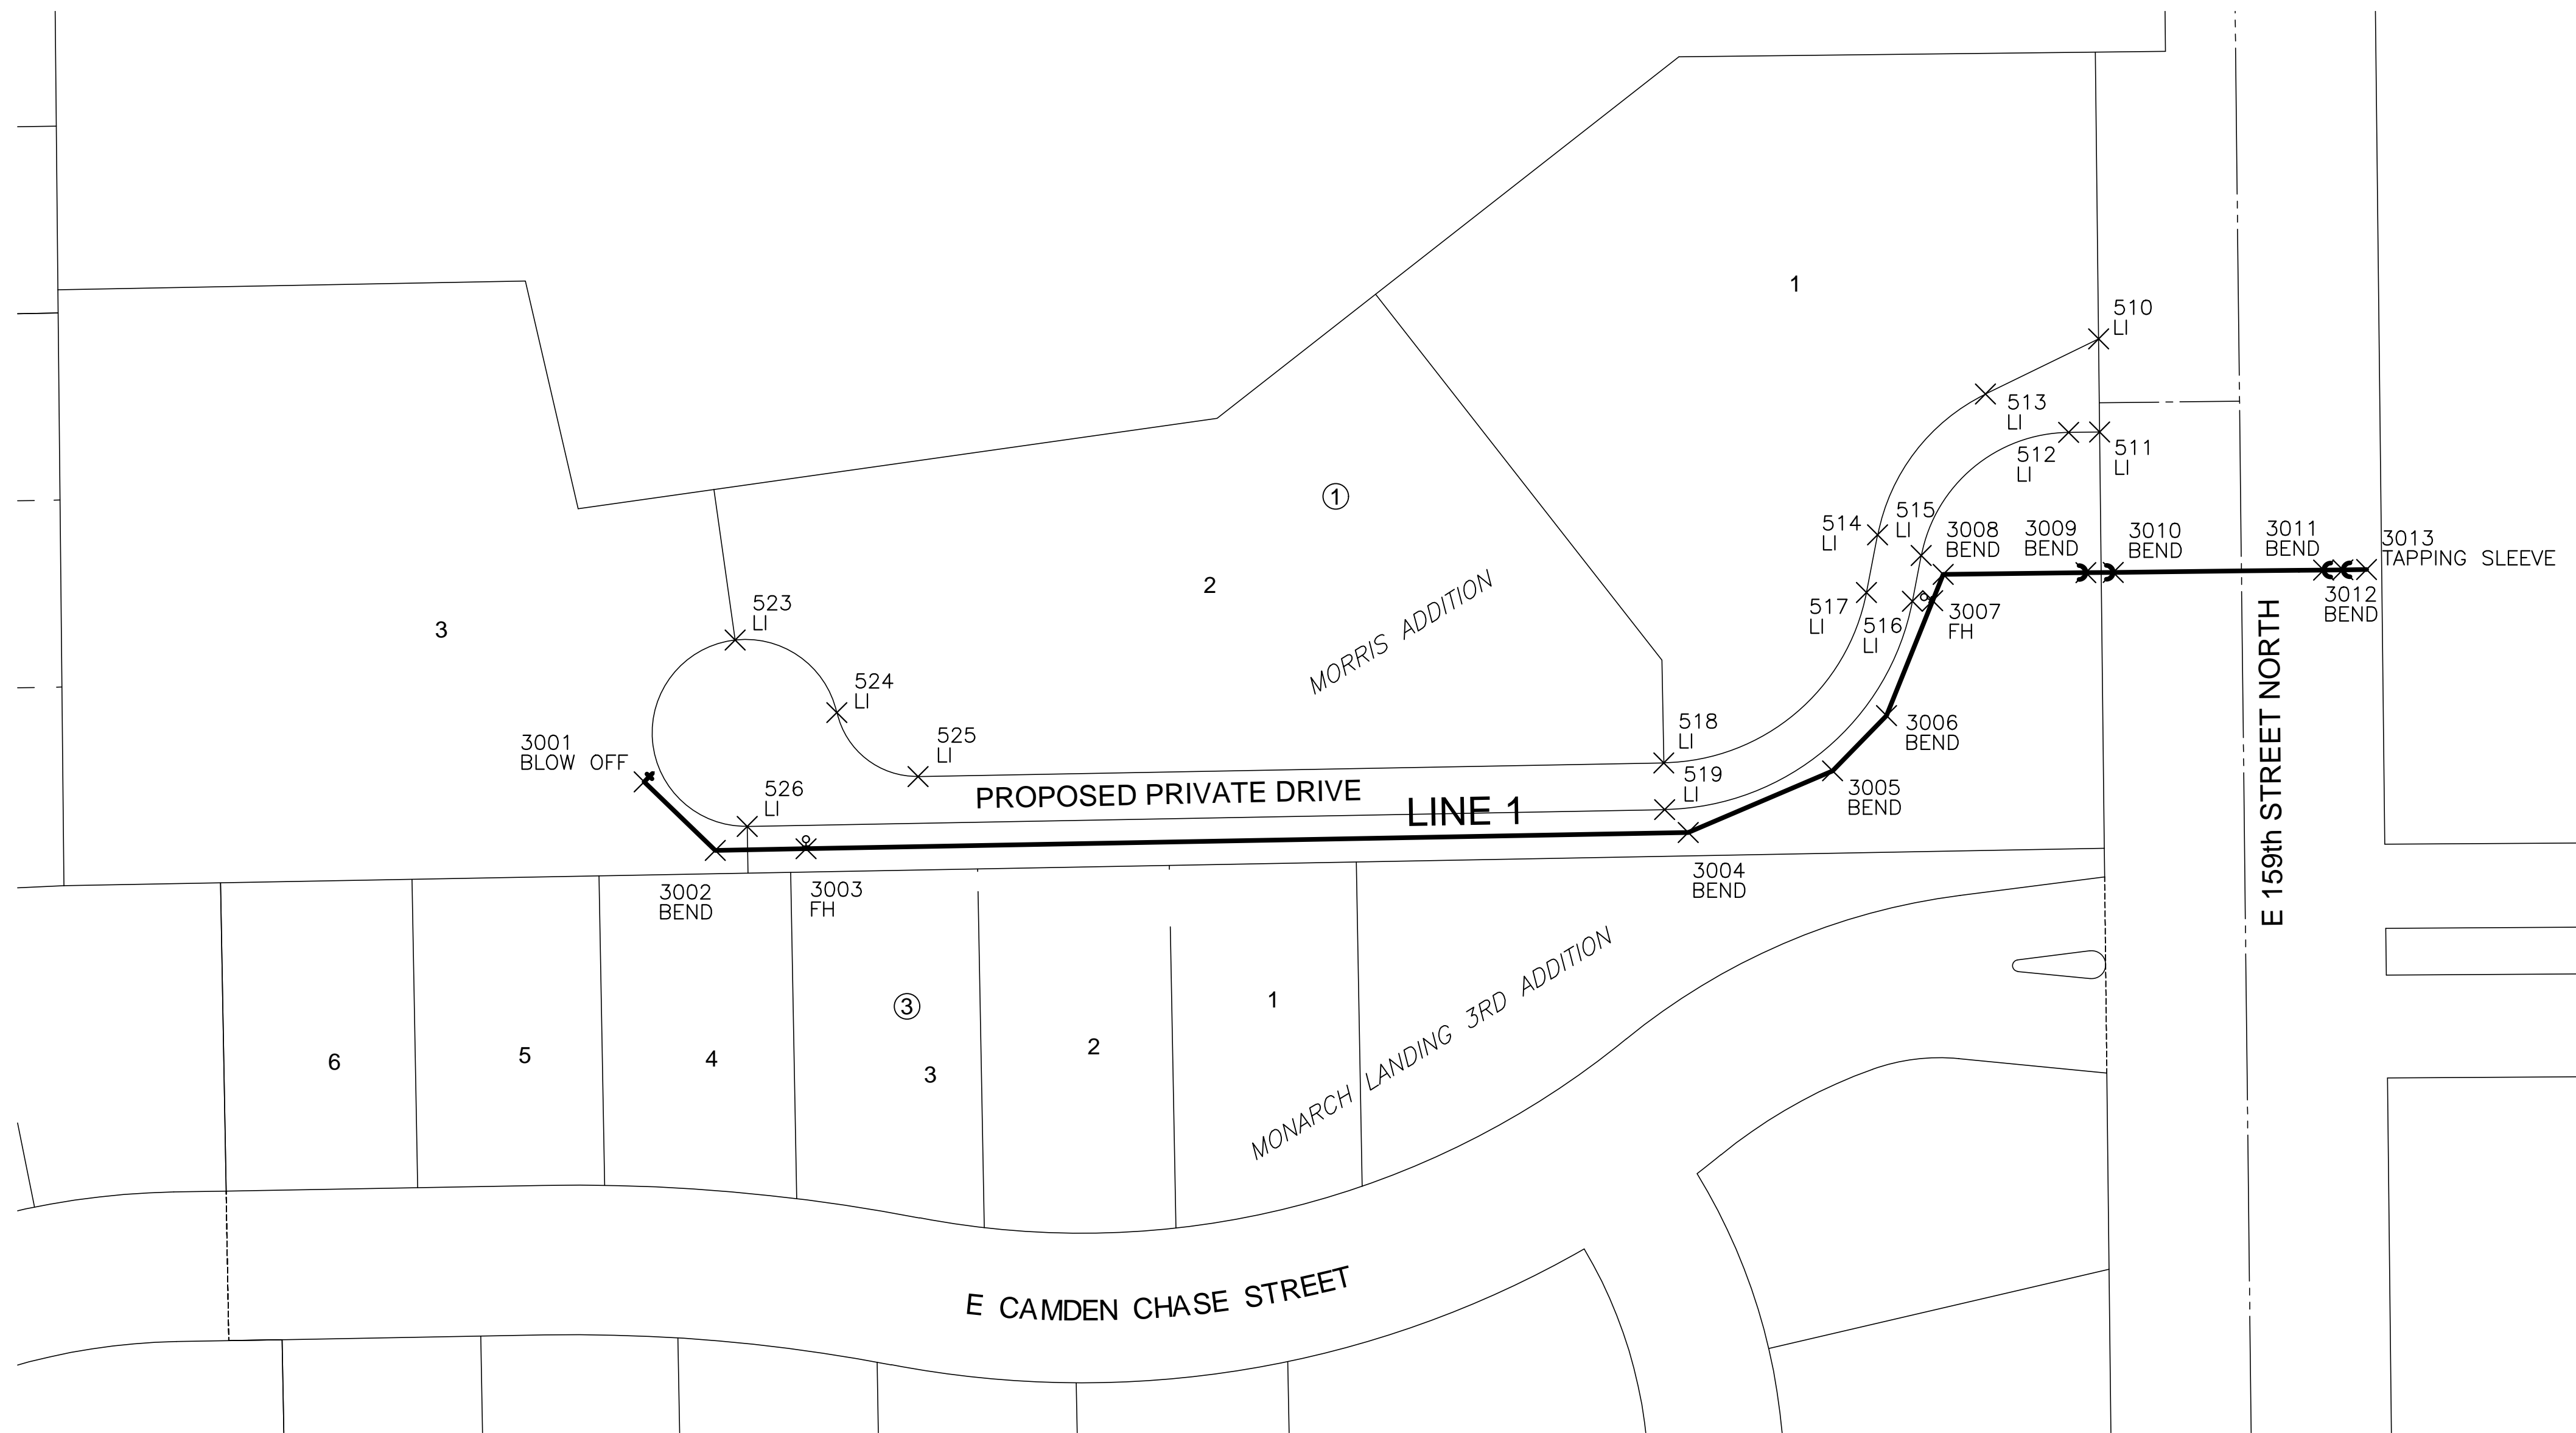 1
510
LI
513
LI
511
LI
512
LI
1
514
LI
515
LI
3008
BEND
3009
BEND
3010
BEND
3011
BEND
3013
TAPPING SLEEVE
3012
BEND
2
MORRIS ADDITION
517
LI
516
LI
3007
FH
3
523
LI
524
LI
525
LI
518
LI
3006
BEND
3001
BLOW OFF
526
LI
PROPOSED PRIVATE DRIVE
LINE 1
519
LI
3005
BEND
E 159th STREET NORTH
3002
BEND
3003
FH
3004
BEND
MONARCH LANDING 3RD ADDITION
3
6
5
4
3
2
1
E CAMDEN CHASE STREET